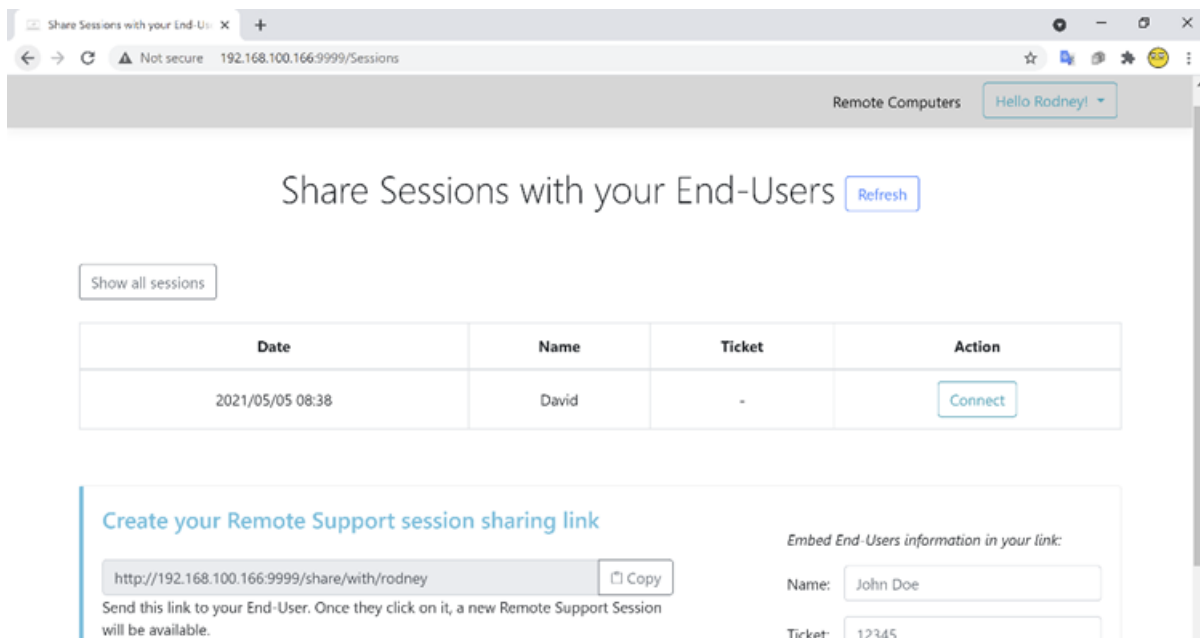 Share Sessions with your End-Us
Not secure 192.168.100.166:9999/Sessions
Remote Computers Hello Rodney!
Share Sessions with your End-Users Refresh
Show all sessions
Date Name Ticket Action
2021/05/05 08:38 David - Connect
Create your Remote Support session sharing link
Embed End-Users information in your link:
http://192.168.100.166:9999/share/with/rodney Copy
Name: John Doe
Send this link to your End-User. Once they click on it, a new Remote Support Session
will be available.
Ticket: 12345